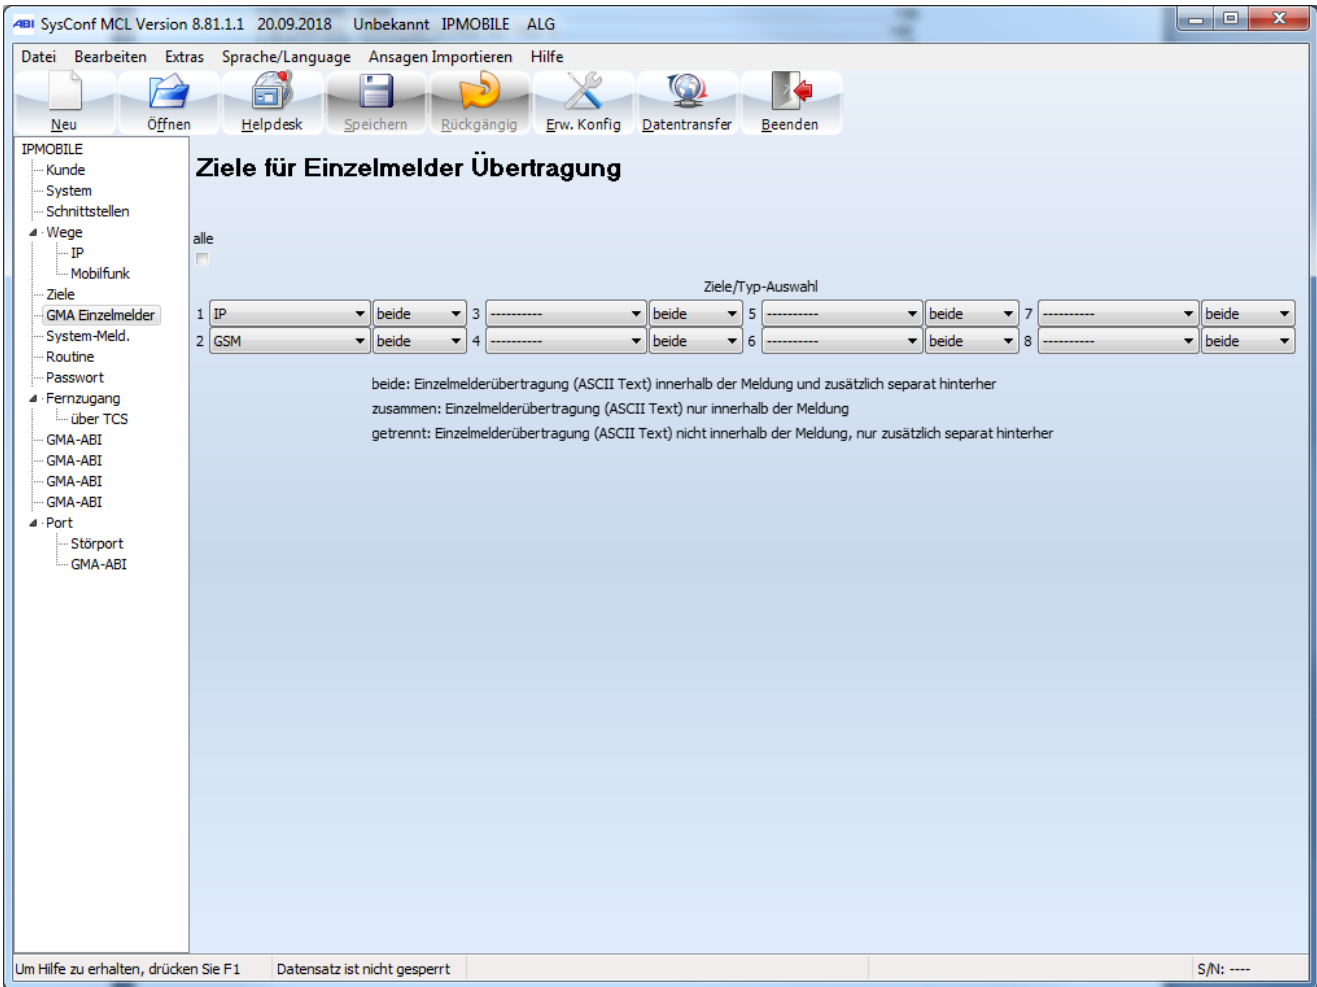 ABI SysConf MCL Version 8.81.1.1 20.09.2018 Unbekannt IPMOBILE ALG
Datei Bearbeiten Extras Sprache/Language Ansagen Importieren Hilfe
Neu Öffnen Helpdesk Speichern Rückgängig Erw. Konfig Datentransfer Beenden
IPMOBILE
Kunde
System
Schnittstellen
Wege
IP
Mobilfunk
Ziele
GMA Einzelmelder
System-Meld.
Routine
Passwort
Fernzugang
über TCS
GMA-ABI
GMA-ABI
GMA-ABI
GMA-ABI
Port
Störport
GMA-ABI
Ziele für Einzelmelder Übertragung
alle
Ziele/Typ-Auswahl
1 IP beide 3 ---------- beide 5 ---------- beide 7 ---------- beide
2 GSM beide 4 ---------- beide 6 ---------- beide 8 ---------- beide
beide: Einzelmelderübertragung (ASCII Text) innerhalb der Meldung und zusätzlich separat hinterher
zusammen: Einzelmelderübertragung (ASCII Text) nur innerhalb der Meldung
getrennt: Einzelmelderübertragung (ASCII Text) nicht innerhalb der Meldung, nur zusätzlich separat hinterher
Um Hilfe zu erhalten, drücken Sie F1 Datensatz ist nicht gesperrt S/N: ----